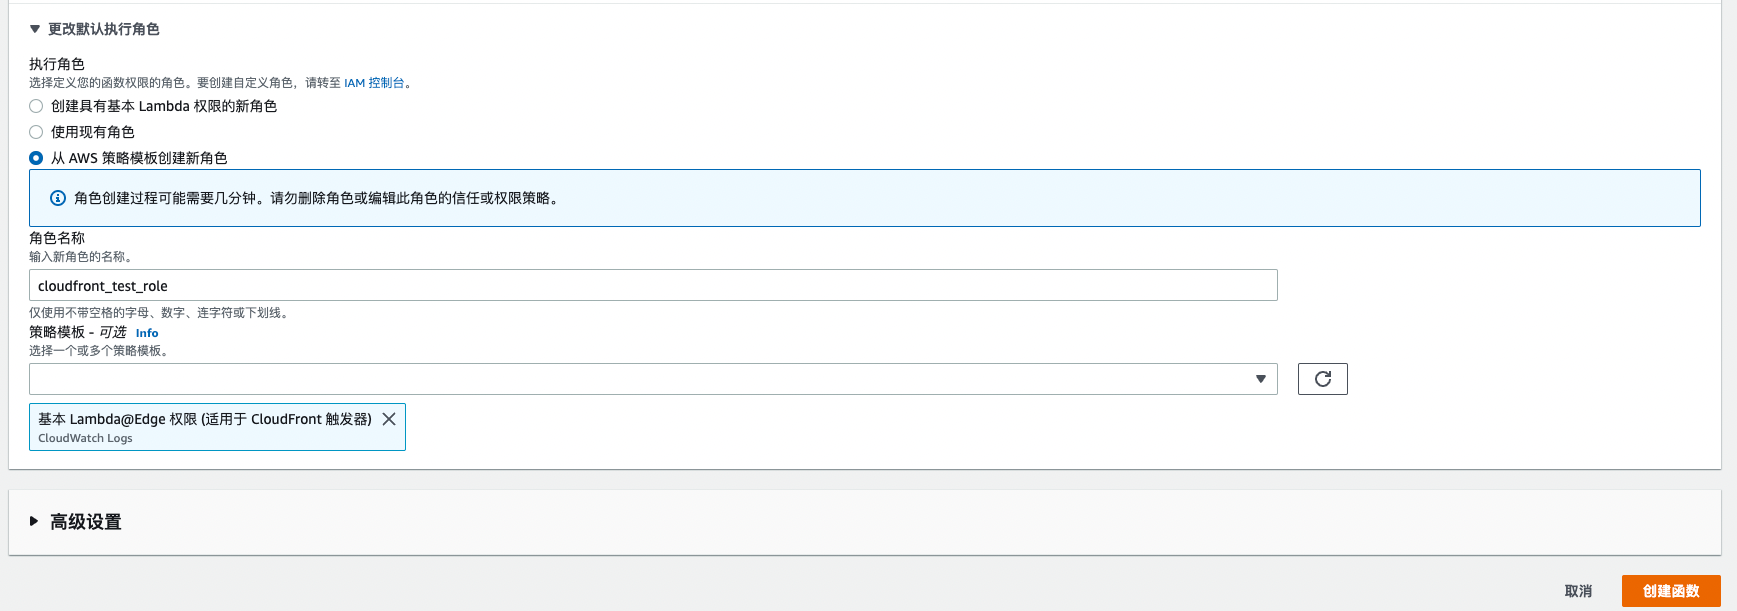 更改默认执行角色
执行角色
选择定义您的函数权限的角色。要创建自定义角色，请转至 IAM 控制台。
创建具有基本 Lambda 权限的新角色
使用现有角色
从 AWS 策略模板创建新角色
角色创建过程可能需要几分钟。请勿删除角色或编辑此角色的信任或权限策略。
角色名称
输入新角色的名称。
cloudfront_test_role
仅使用不带空格的字母、数字、连字符或下划线。
策略模板 - 可选 Info
选择一个或多个策略模板。
基本 Lambda@Edge 权限 (适用于 CloudFront 触发器)
CloudWatch Logs
高级设置
取消 创建函数